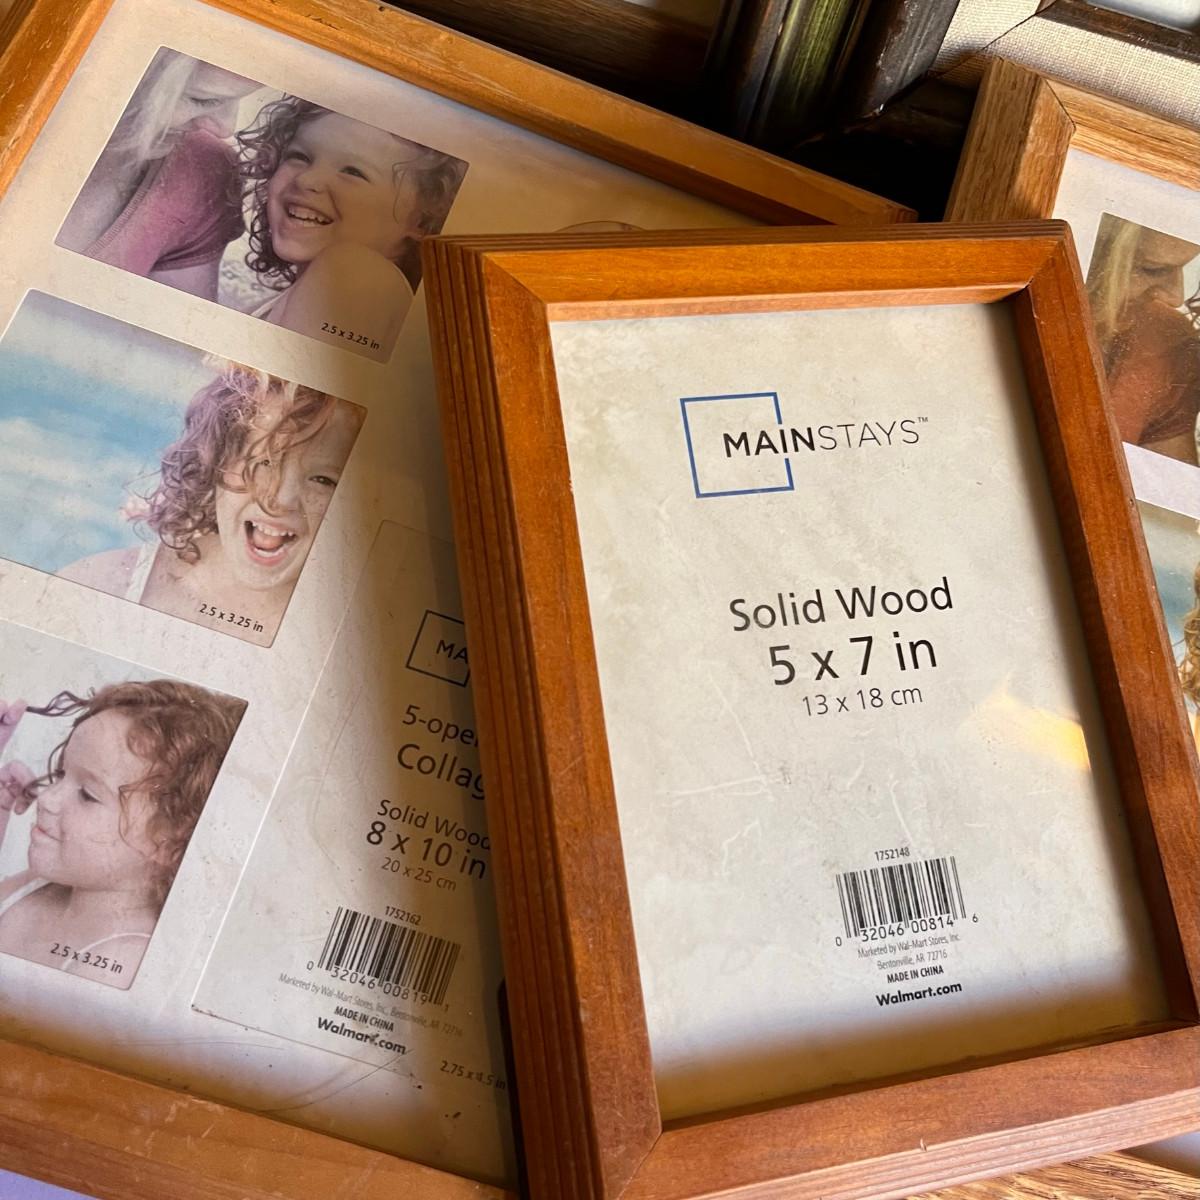 2.5 x 3.25 in
2.5 x 3.25 in
2.5 x 3.25 in
MA
5-ope
Collag
Solid Wood
8 x 10 in
20 x 25 cm
1752162
0 32046 00819 1
Marketed by Wal-Mart Stores, Inc., Bentonville, AR 72716
MADE IN CHINA
Walmart.com
2.75 x 4.5 in
MAINSTAYS™
Solid Wood
5 x 7 in
13 x 18 cm
1752148
0 32046 00814 6
Marketed by Wal-Mart Stores, Inc.
Bentonville, AR 72716
MADE IN CHINA
Walmart.com